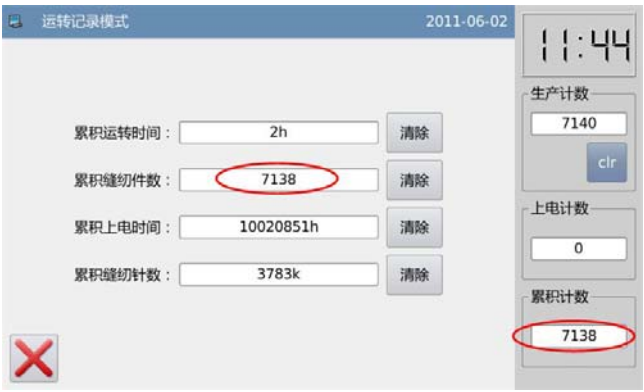 运转记录模式 2011-06-02
11:44
累积运转时间： 2h 清除
累积缝纫件数： 7138 清除
累积上电时间： 10020851h 清除
累积缝纫针数： 3783k 清除
生产计数
7140
clr
上电计数
0
累积计数
7138